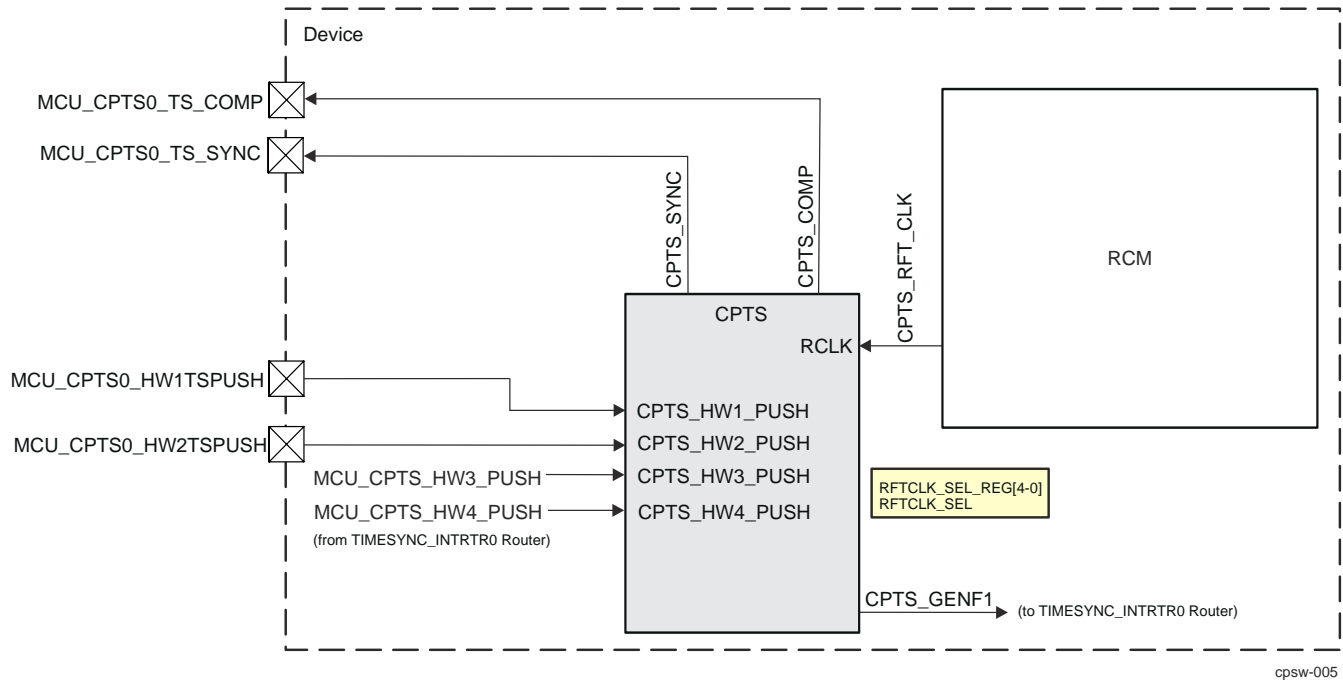 Device
MCU_CPTS0_TS_COMP
MCU_CPTS0_TS_SYNC
CPTS_SYNC
CPTS_COMP
CPTS_RFT_CLK
RCM
CPTS
RCLK
MCU_CPTS0_HW1TSPUSH
CPTS_HW1_PUSH
MCU_CPTS0_HW2TSPUSH
CPTS_HW2_PUSH
MCU_CPTS_HW3_PUSH
CPTS_HW3_PUSH
MCU_CPTS_HW4_PUSH
CPTS_HW4_PUSH
(from TIMESYNC_INTRTR0 Router)
RFTCLK_SEL_REG[4-0]
RFTCLK_SEL
CPTS_GENF1
(to TIMESYNC_INTRTR0 Router)
cpsw-005